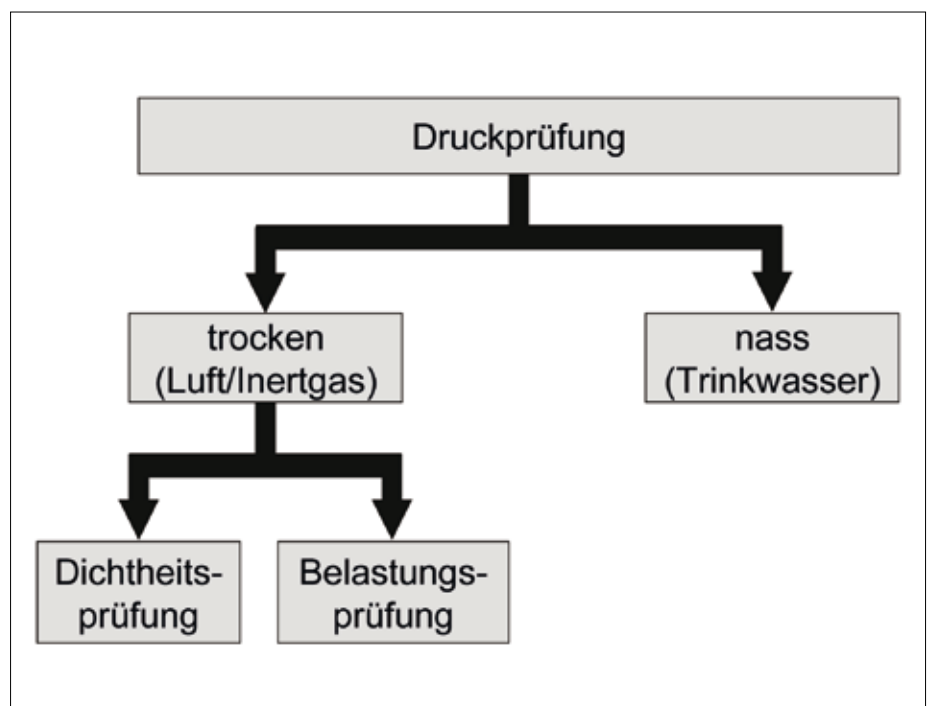 Druckprüfung
trocken
(Luft/Inertgas)
nass
(Trinkwasser)
Dichtheits-
prüfung
Belastungs-
prüfung